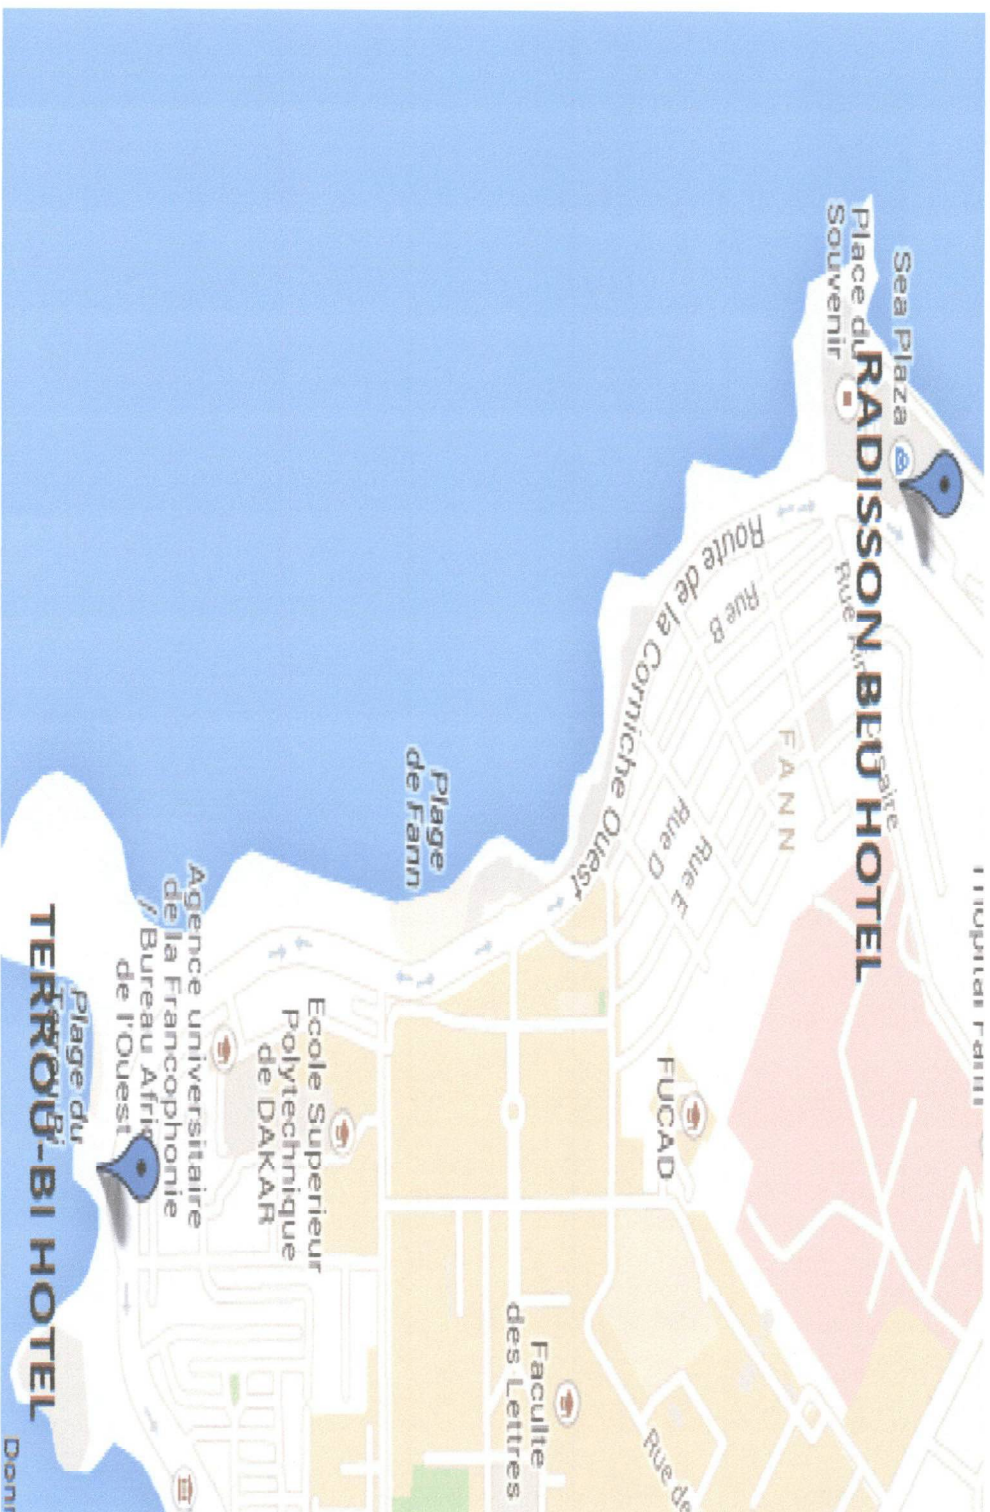 Sea Plaza
Place du
Souvenir
RADISSON BLU HOTEL
FANN
Route de la Corniche Ouest
Rue B
Rue E
Rue D
FUCAD
Rue de
Faculte
des Lettres
Plage
de Fann
Ecole Superieur
Polytechnique
de DAKAR
Agence universitaire
de la Francophonie
/ Bureau Afri
de l'Ouest
Plage du
TERROU-BI HOTEL